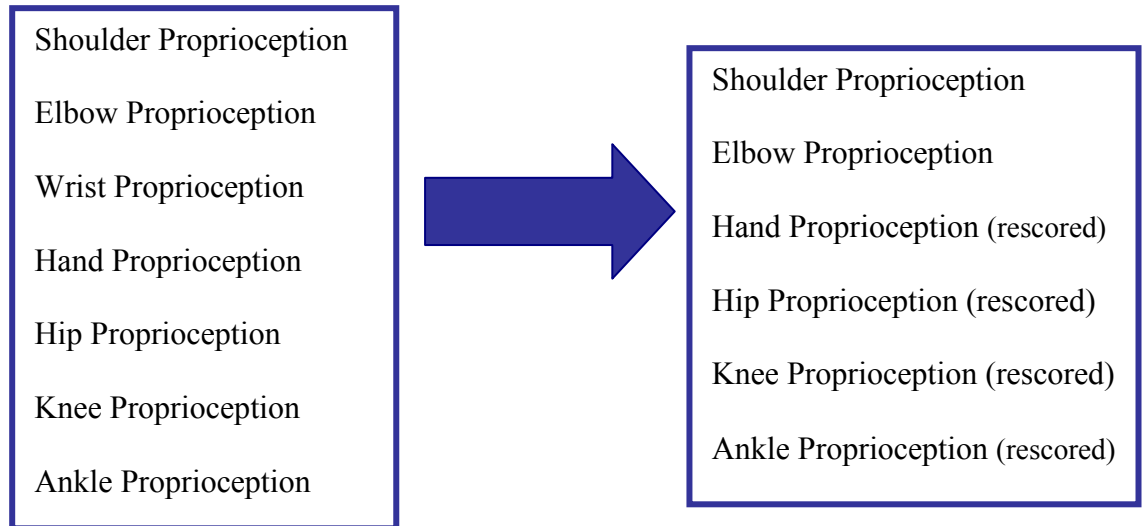 Shoulder Proprioception
Elbow Proprioception
Wrist Proprioception
Hand Proprioception
Hip Proprioception
Knee Proprioception
Ankle Proprioception
Shoulder Proprioception
Elbow Proprioception
Hand Proprioception (rescored)
Hip Proprioception (rescored)
Knee Proprioception (rescored)
Ankle Proprioception (rescored)